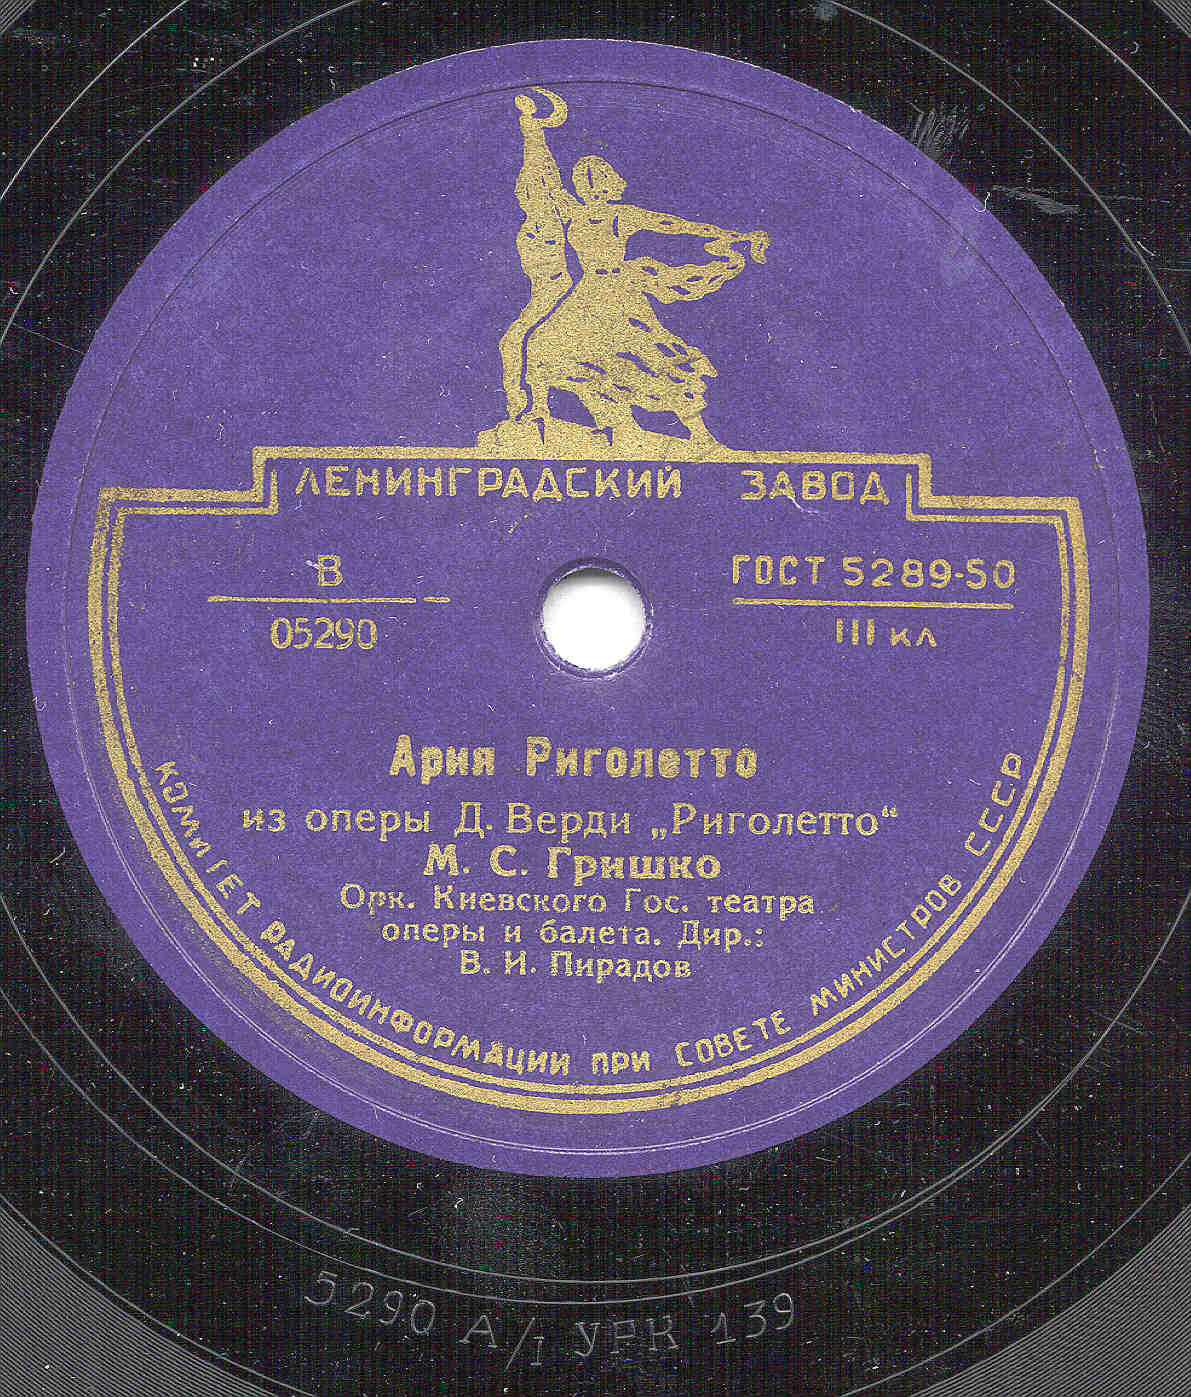 ЛЕНИНГРАДСКИЙ ЗАВОД
В
05290
ГОСТ 5289-50
III кл
Ария Риголетто
из оперы Д. Верди „Риголетто“
М. С. Гришко
Орк. Киевского Гос. театра
оперы и балета. Дир.:
В. И. Пирадов
КОМИТЕТ РАДИОИНФОРМАЦИИ ПРИ СОВЕТЕ МИНИСТРОВ СССР
5290 А/1 УРК 139